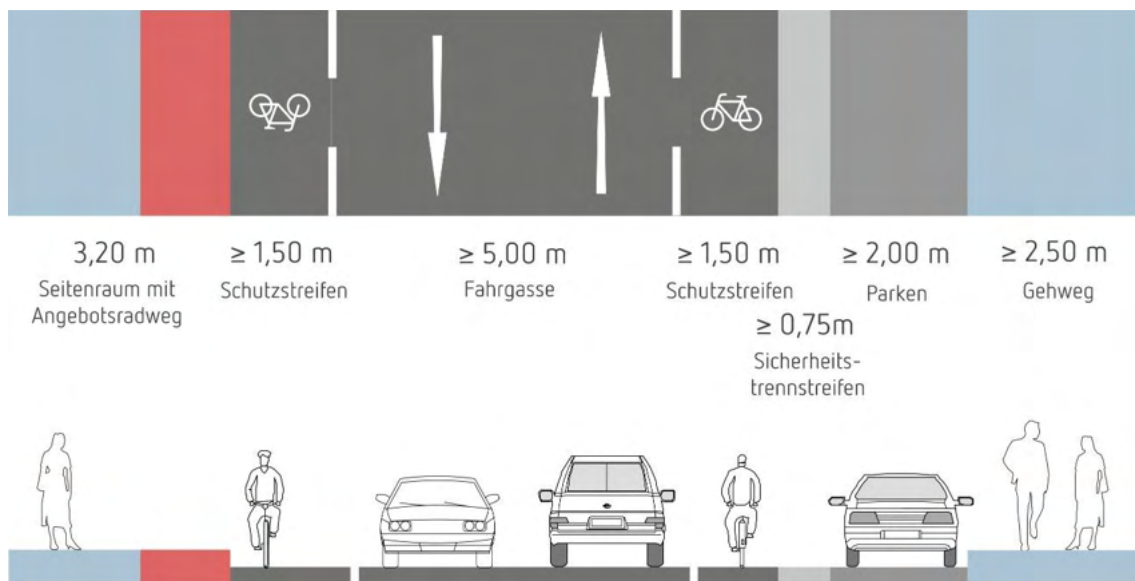 3,20 m
Seitenraum mit
Angebotsradweg
≥ 1,50 m
Schutzstreifen
≥ 5,00 m
Fahrgasse
≥ 1,50 m
Schutzstreifen
≥ 0,75m
Sicherheits-
trennstreifen
≥ 2,00 m
Parken
≥ 2,50 m
Gehweg